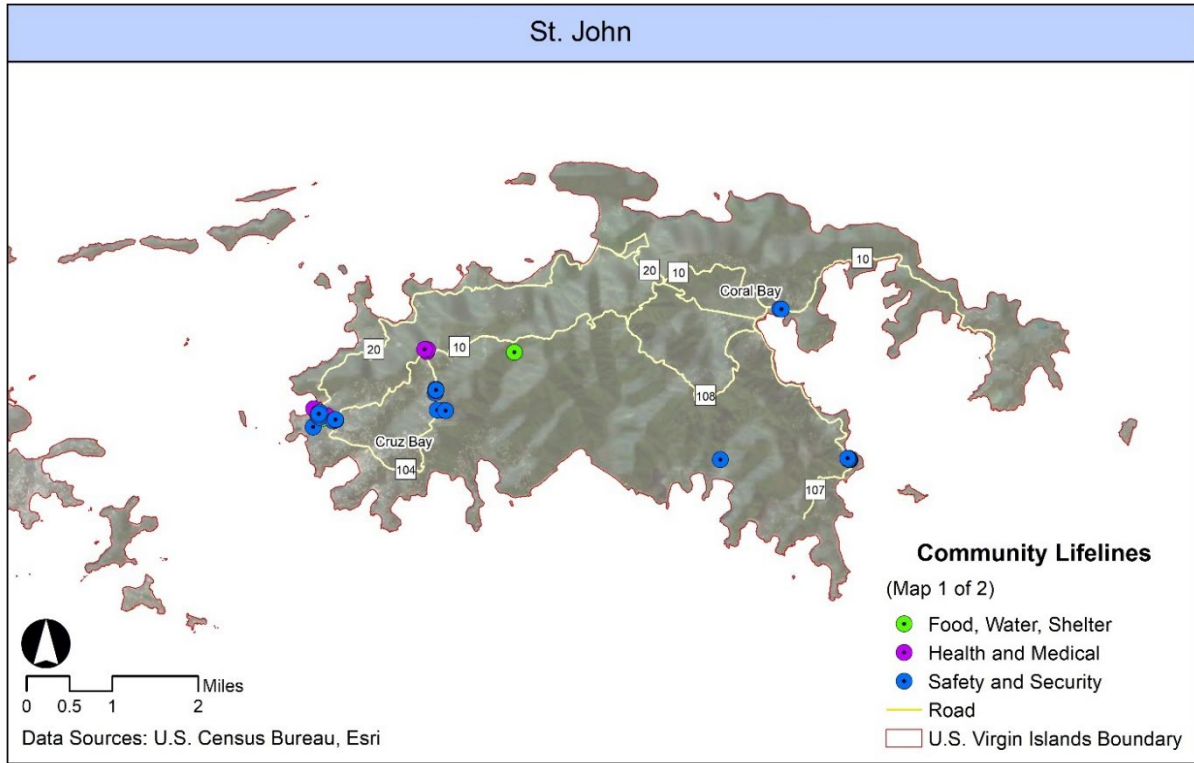 St. John
20
10
10
Coral Bay
20
10
108
Cruz Bay
104
107
Community Lifelines
(Map 1 of 2)
Food, Water, Shelter
Health and Medical
Safety and Security
Road
U.S. Virgin Islands Boundary
Miles
0 0.5 1 2
Data Sources: U.S. Census Bureau, Esri